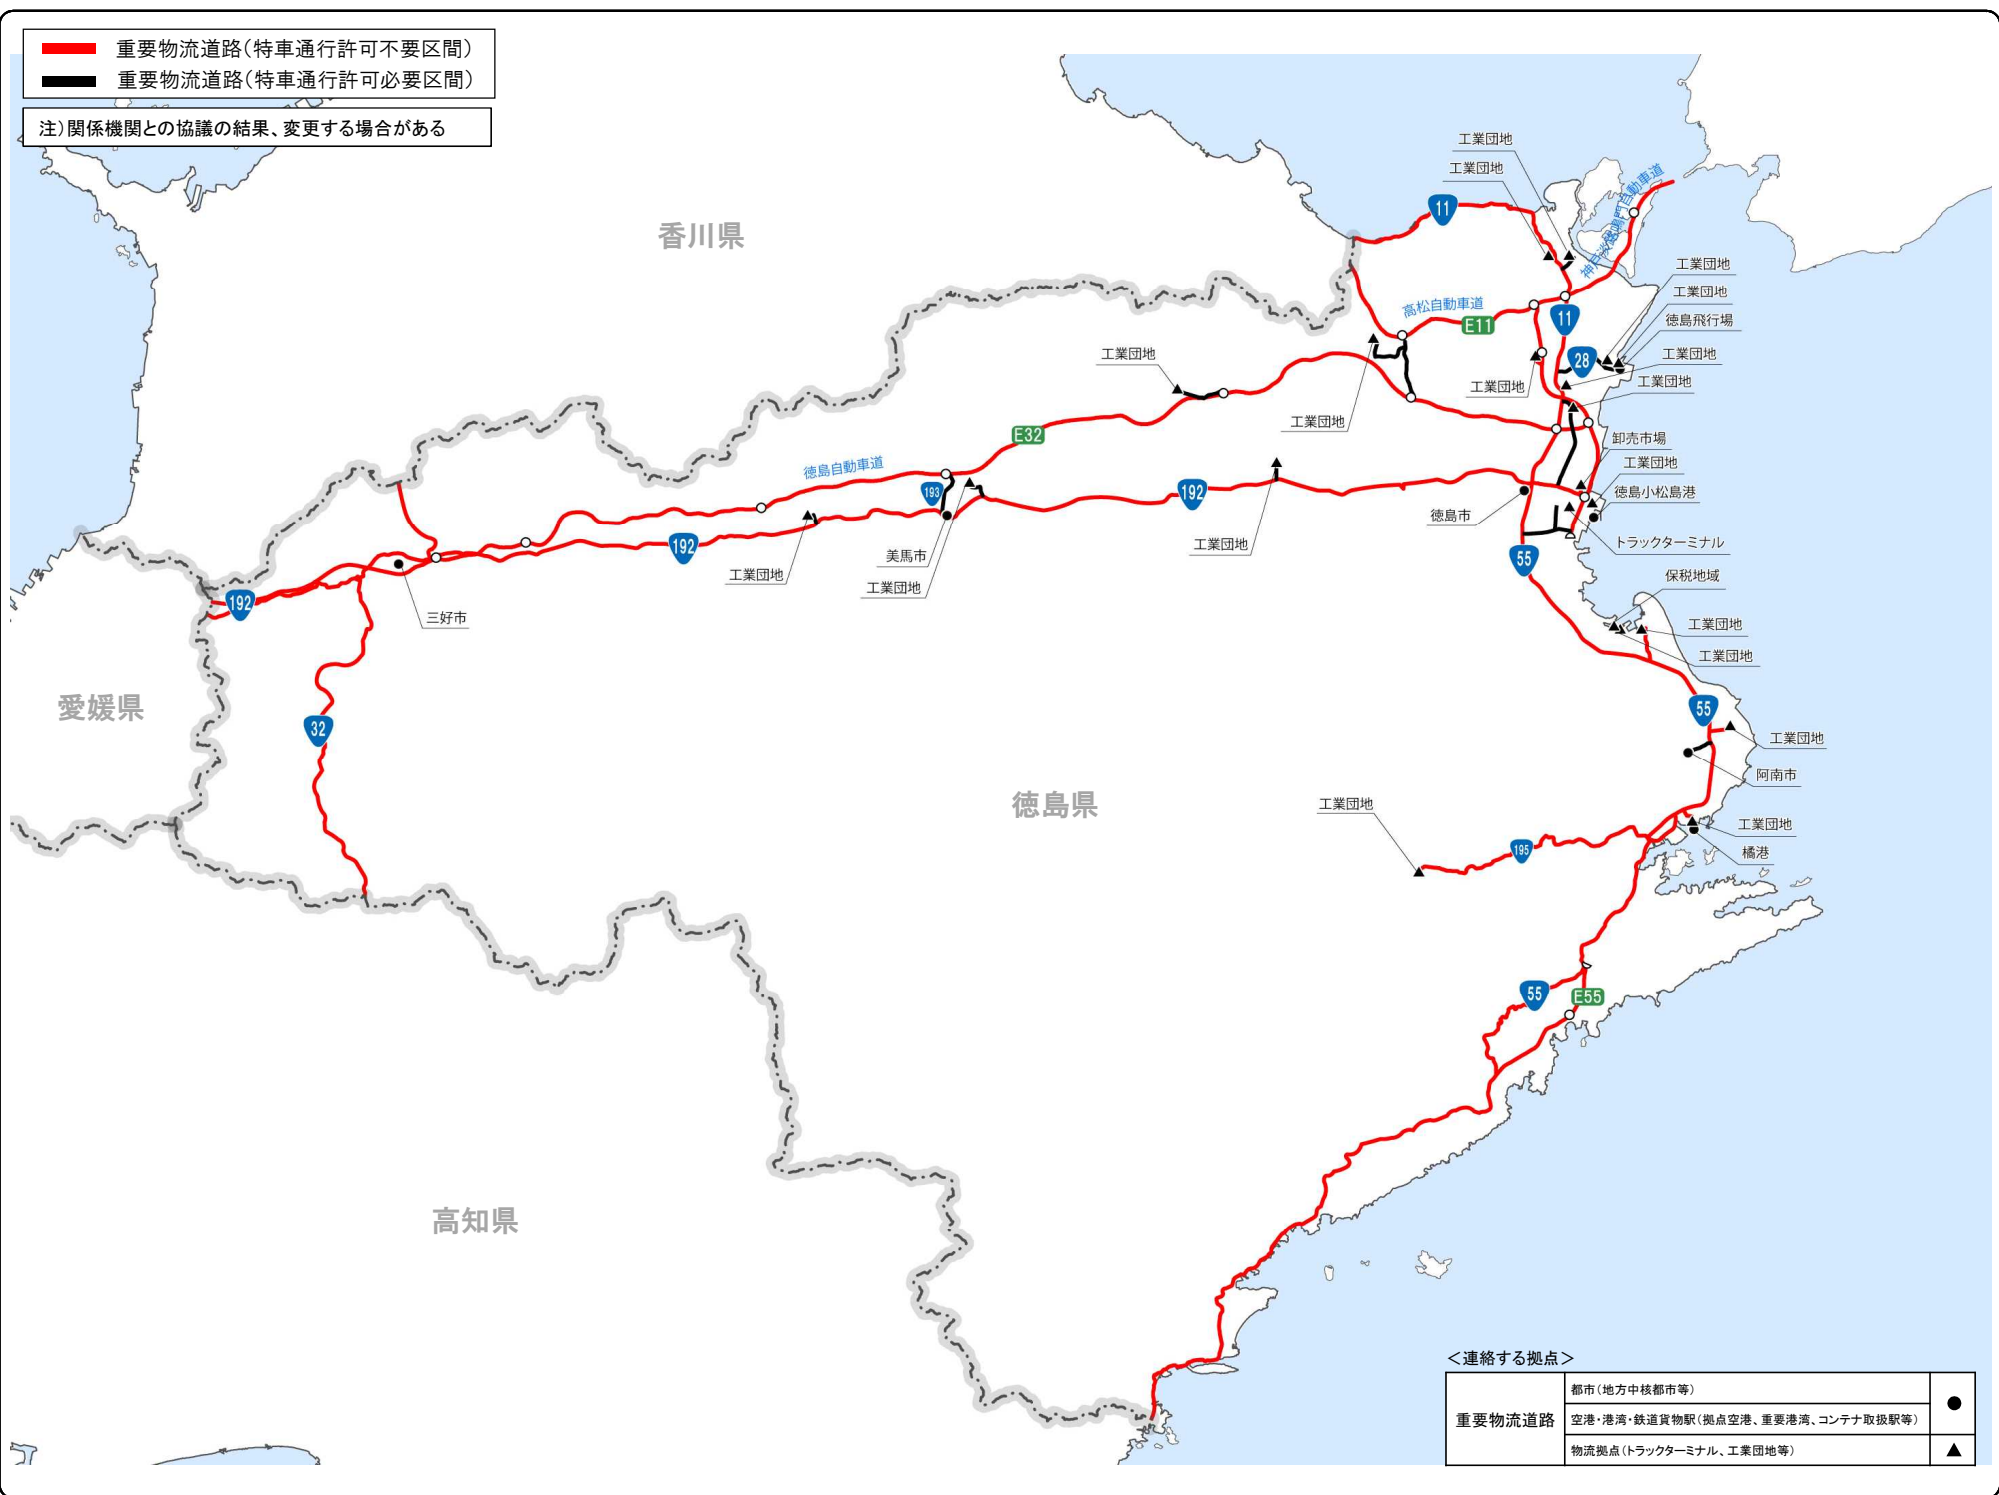 重要物流道路(特車通行許可不要区間)
重要物流道路(特車通行許可必要区間)
注)関係機関との協議の結果、変更する場合がある
工業団地
工業団地
神戸淡路鳴門自動車道
11
香川県
工業団地
工業団地
高松自動車道
E11
11
徳島飛行場
28
工業団地
工業団地
工業団地
工業団地
工業団地
E32
卸売市場
徳島自動車道
工業団地
193
192
徳島小松島港
徳島市
トラックターミナル
192
工業団地
美馬市
55
工業団地
工業団地
保税地域
192
三好市
工業団地
工業団地
愛媛県
55
32
工業団地
阿南市
徳島県
工業団地
工業団地
195
橘港
55
E55
高知県
<連絡する拠点>
重要物流道路
都市(地方中核都市等)
空港・港湾・鉄道貨物駅(拠点空港、重要港湾、コンテナ取扱駅等)
物流拠点(トラックターミナル、工業団地等)